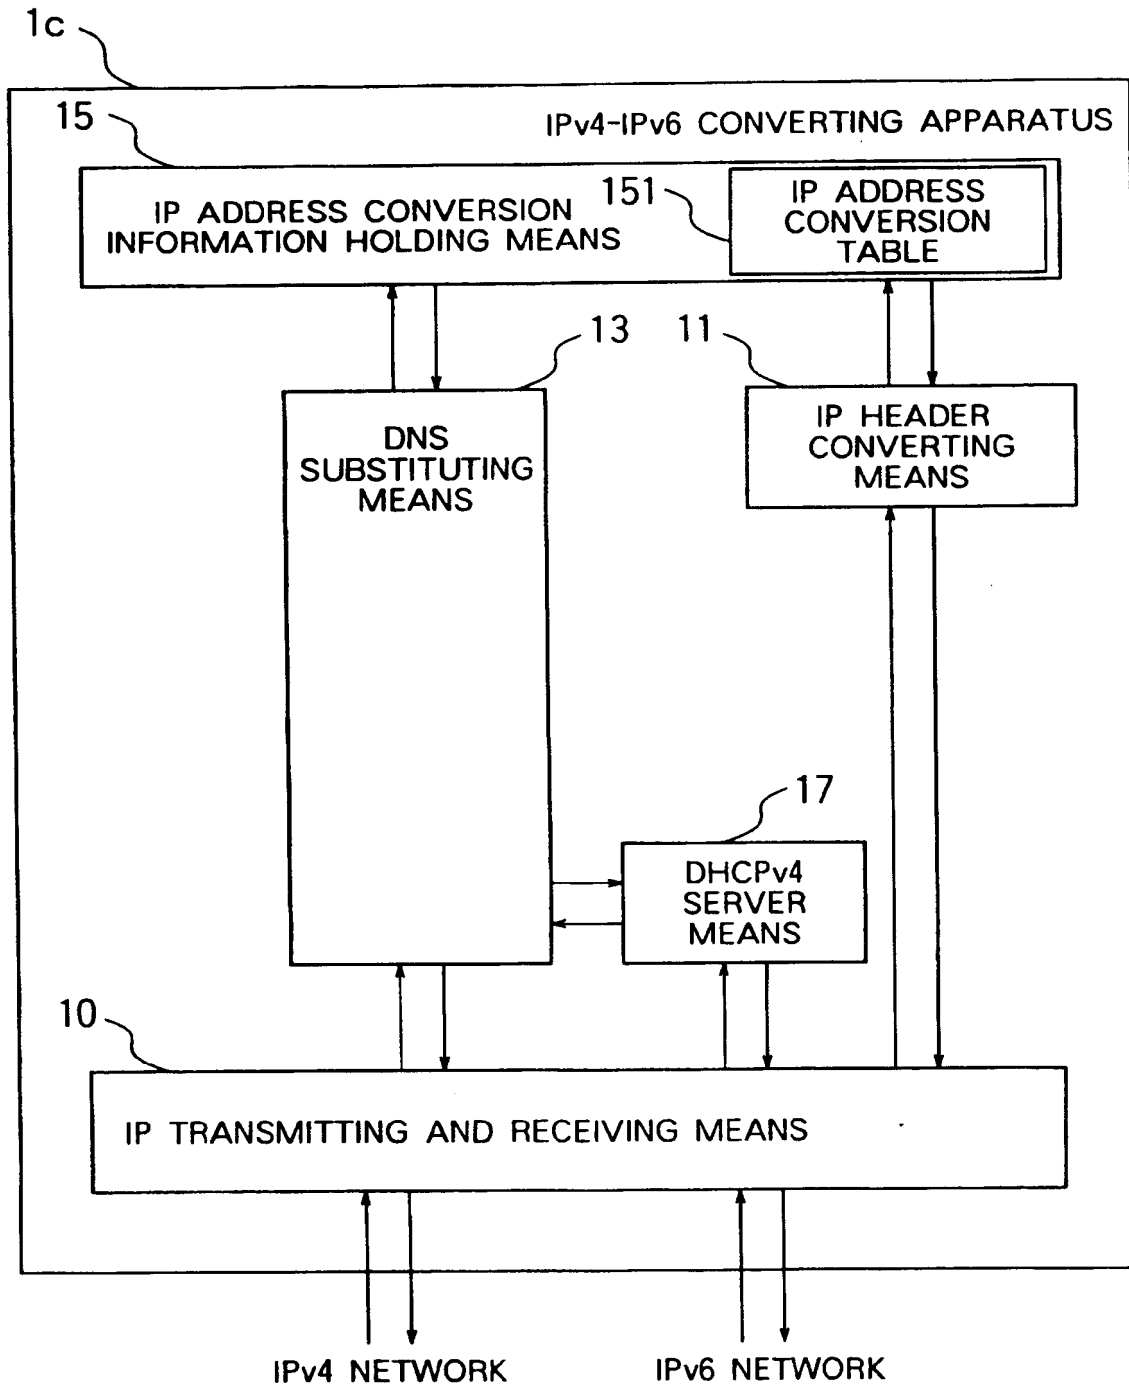 1c
IPv4-IPv6 CONVERTING APPARATUS
15
IP ADDRESS CONVERSION
INFORMATION HOLDING MEANS
151
IP ADDRESS
CONVERSION
TABLE
13
11
DNS
SUBSTITUTING
MEANS
IP HEADER
CONVERTING
MEANS
17
DHCPv4
SERVER
MEANS
10
IP TRANSMITTING AND RECEIVING MEANS
IPv4 NETWORK
IPv6 NETWORK